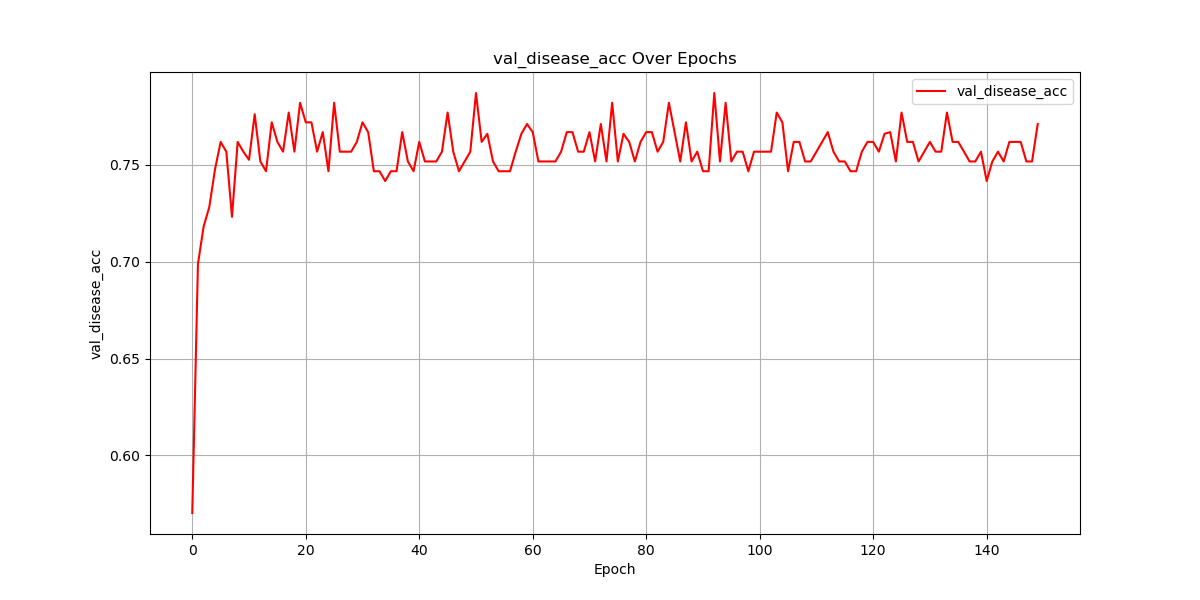 val_disease_acc Over Epochs
val_disease_acc
0.75
0.70
0.65
0.60
val_disease_acc
0 20 40 60 80 100 120 140
Epoch